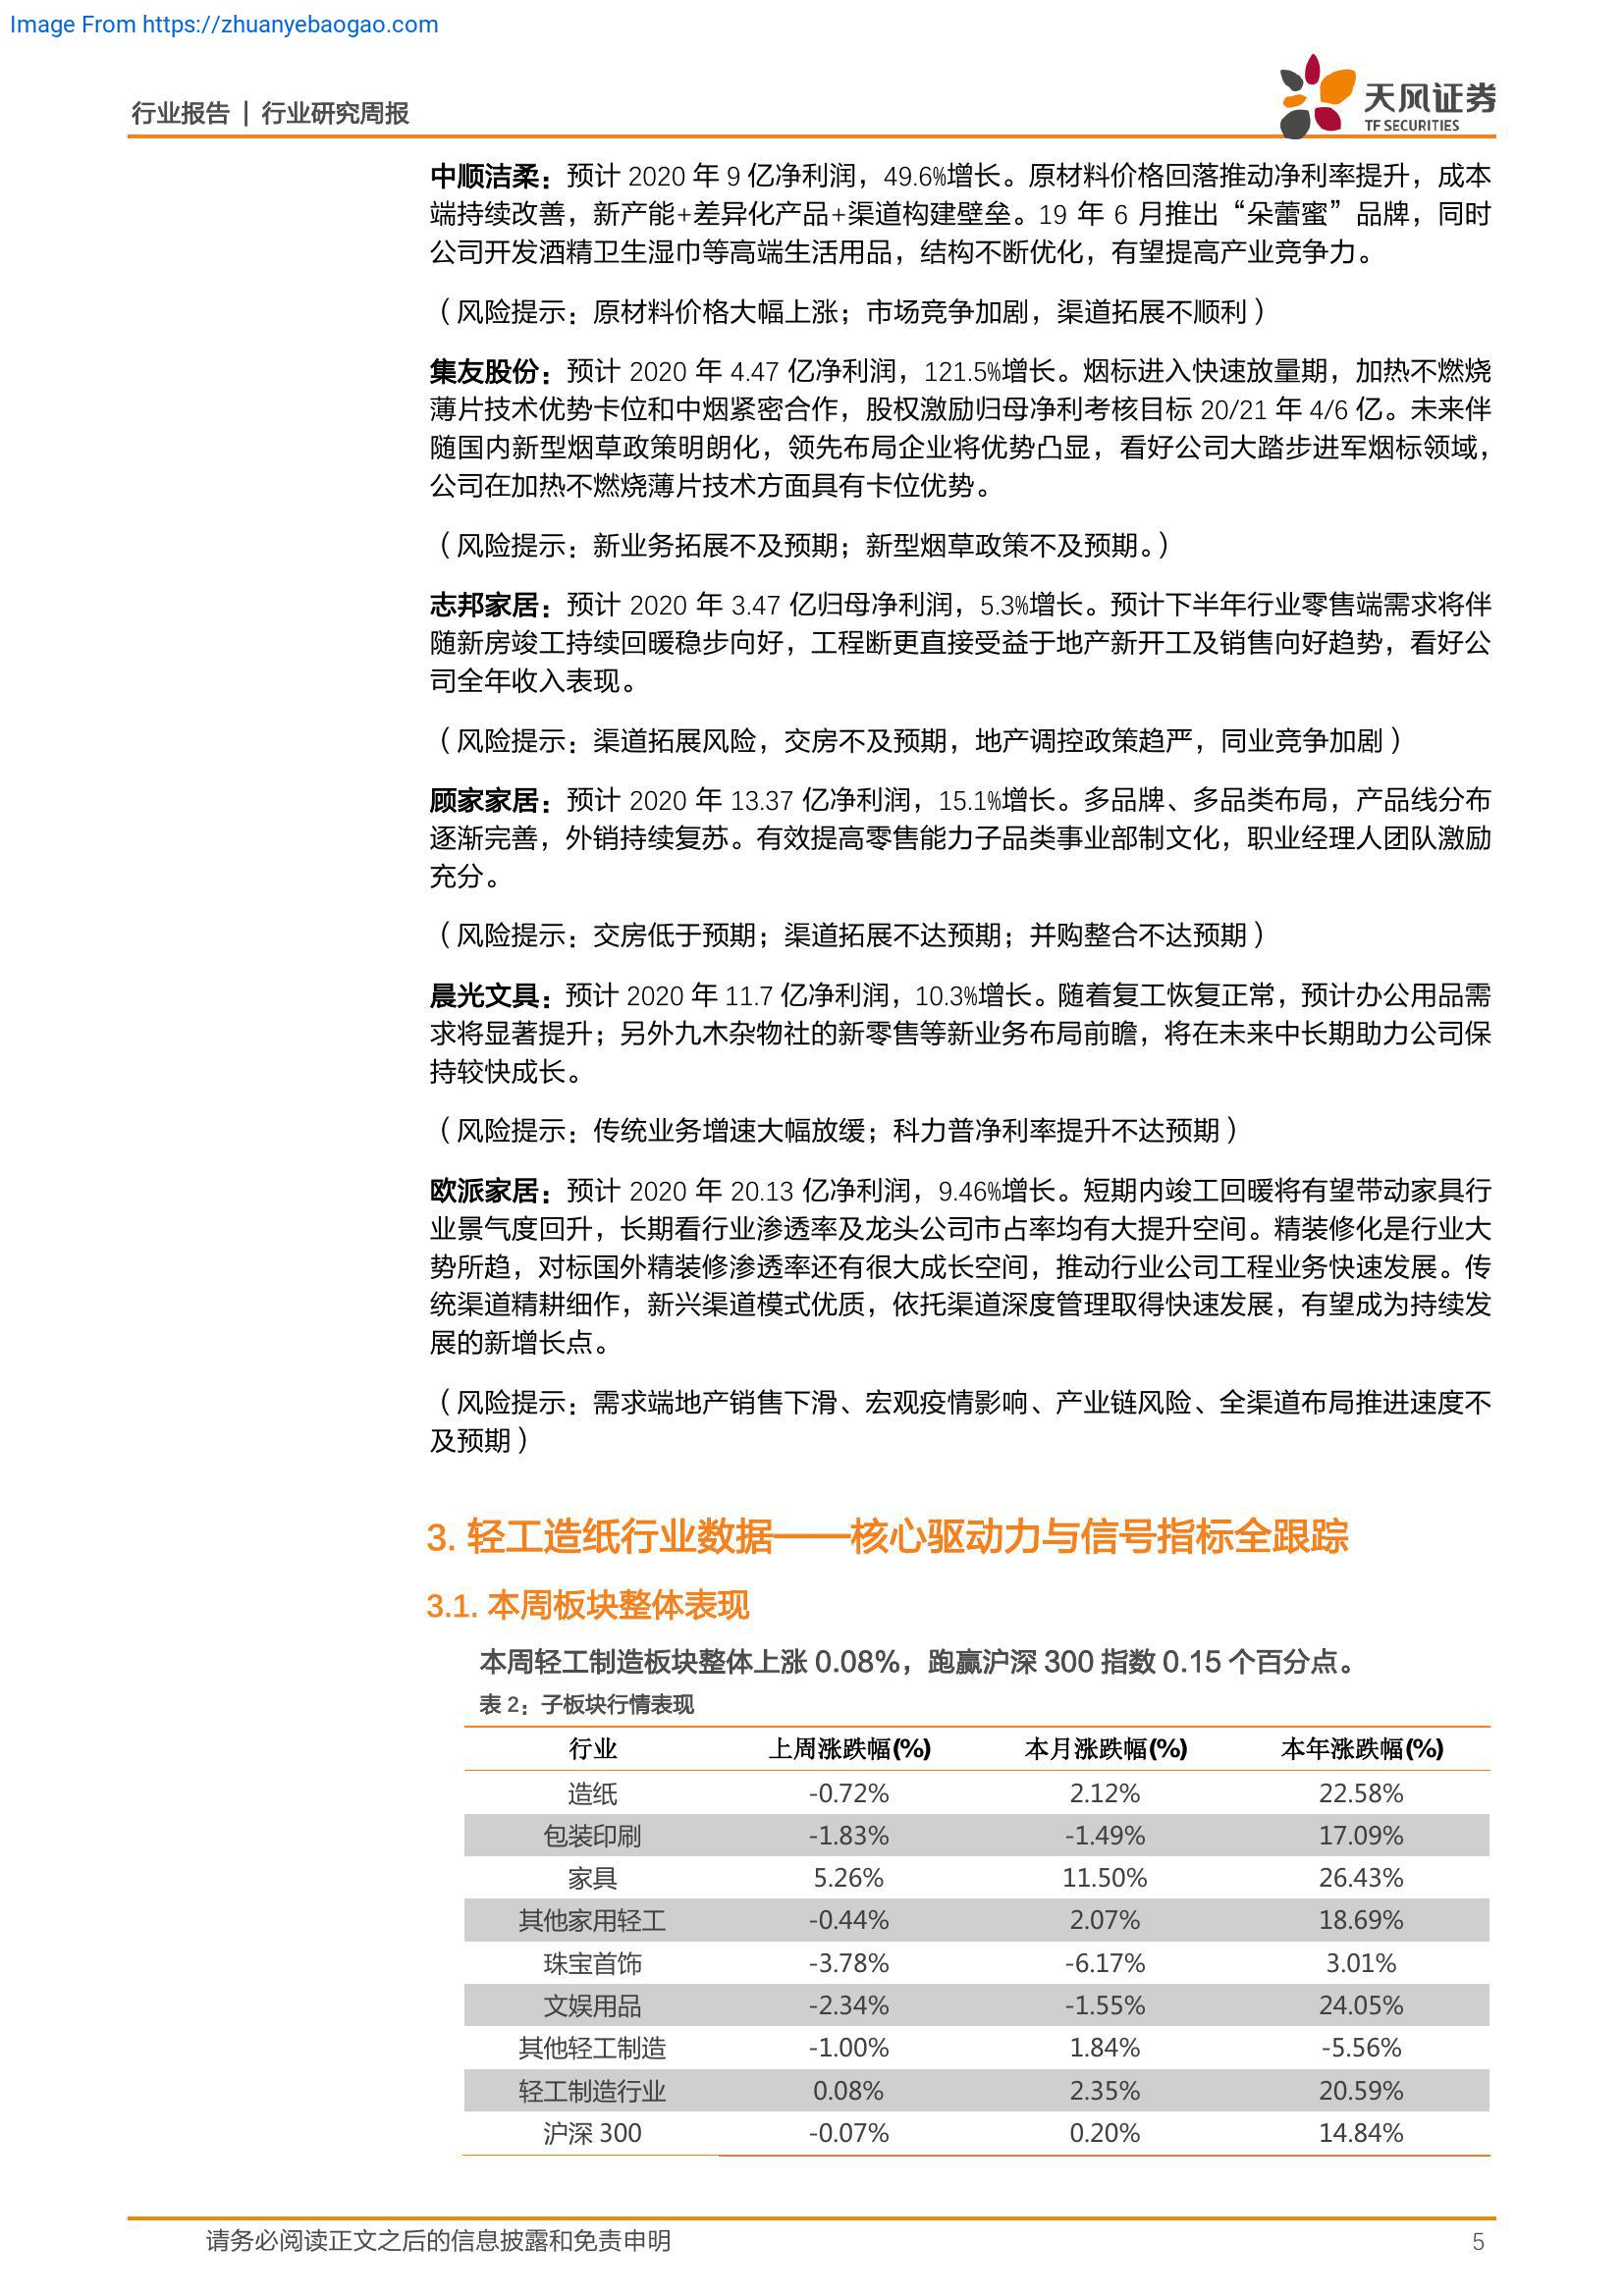 Image From https://zhuanyebaogao.com
行业报告 | 行业研究周报
天风证券
TF SECURITIES
中顺洁柔：预计 2020 年 9 亿净利润，49.6%增长。原材料价格回落推动净利率提升，成本
端持续改善，新产能+差异化产品+渠道构建壁垒。19 年 6 月推出“朵蕾蜜”品牌，同时
公司开发酒精卫生湿巾等高端生活用品，结构不断优化，有望提高产业竞争力。
（风险提示：原材料价格大幅上涨；市场竞争加剧，渠道拓展不顺利）
集友股份：预计 2020 年 4.47 亿净利润，121.5%增长。烟标进入快速放量期，加热不燃烧
薄片技术优势卡位和中烟紧密合作，股权激励归母净利考核目标 20/21 年 4/6 亿。未来伴
随国内新型烟草政策明朗化，领先布局企业将优势凸显，看好公司大踏步进军烟标领域，
公司在加热不燃烧薄片技术方面具有卡位优势。
（风险提示：新业务拓展不及预期；新型烟草政策不及预期。）
志邦家居：预计 2020 年 3.47 亿归母净利润，5.3%增长。预计下半年行业零售端需求将伴
随新房竣工持续回暖稳步向好，工程断更直接受益于地产新开工及销售向好趋势，看好公
司全年收入表现。
（风险提示：渠道拓展风险，交房不及预期，地产调控政策趋严，同业竞争加剧）
顾家家居：预计 2020 年 13.37 亿净利润，15.1%增长。多品牌、多品类布局，产品线分布
逐渐完善，外销持续复苏。有效提高零售能力子品类事业部制文化，职业经理人团队激励
充分。
（风险提示：交房低于预期；渠道拓展不达预期；并购整合不达预期）
晨光文具：预计 2020 年 11.7 亿净利润，10.3%增长。随着复工恢复正常，预计办公用品需
求将显著提升；另外九木杂物社的新零售等新业务布局前瞻，将在未来中长期助力公司保
持较快成长。
（风险提示：传统业务增速大幅放缓；科力普净利率提升不达预期）
欧派家居：预计 2020 年 20.13 亿净利润，9.46%增长。短期内竣工回暖将有望带动家具行
业景气度回升，长期看行业渗透率及龙头公司市占率均有大提升空间。精装修化是行业大
势所趋，对标国外精装修渗透率还有很大成长空间，推动行业公司工程业务快速发展。传
统渠道精耕细作，新兴渠道模式优质，依托渠道深度管理取得快速发展，有望成为持续发
展的新增长点。
（风险提示：需求端地产销售下滑、宏观疫情影响、产业链风险、全渠道布局推进速度不
及预期）
3. 轻工造纸行业数据——核心驱动力与信号指标全跟踪
3.1. 本周板块整体表现
本周轻工制造板块整体上涨 0.08%，跑赢沪深 300 指数 0.15 个百分点。
表 2：子板块行情表现
行业 上周涨跌幅(%) 本月涨跌幅(%) 本年涨跌幅(%)
造纸 -0.72% 2.12% 22.58%
包装印刷 -1.83% -1.49% 17.09%
家具 5.26% 11.50% 26.43%
其他家用轻工 -0.44% 2.07% 18.69%
珠宝首饰 -3.78% -6.17% 3.01%
文娱用品 -2.34% -1.55% 24.05%
其他轻工制造 -1.00% 1.84% -5.56%
轻工制造行业 0.08% 2.35% 20.59%
沪深 300 -0.07% 0.20% 14.84%
请务必阅读正文之后的信息披露和免责申明 5